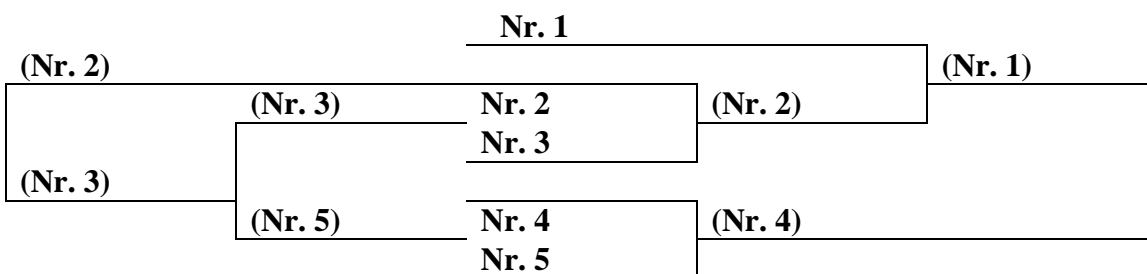 Nr. 1
(Nr. 2)
(Nr. 1)
(Nr. 3)
Nr. 2
(Nr. 2)
Nr. 3
(Nr. 3)
(Nr. 5)
Nr. 4
(Nr. 4)
Nr. 5